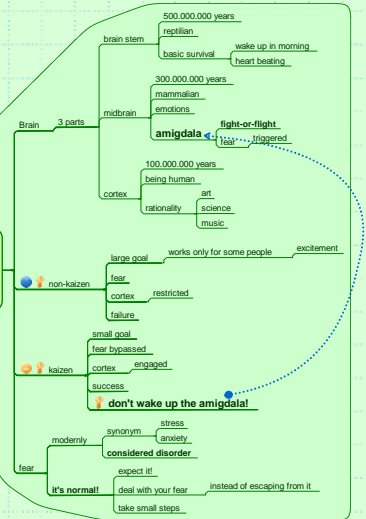 500.000.000 years
reptilian
brain stem
wake up in morning
basic survival
heart beating
300.000.000 years
mammalian
emotions
midbrain
fight-or-flight
amigdala
triggered
fear
Brain
3 parts
100.000.000 years
being human
cortex
art
rationality
science
music
large goal
works only for some people
excitement
fear
non-kaizen
cortex
restricted
failure
small goal
fear bypassed
kaizen
cortex
engaged
success
don't wake up the amigdala!
modernly
synonym
stress
anxiety
considered disorder
fear
expect it!
it's normal!
deal with your fear
instead of escaping from it
take small steps